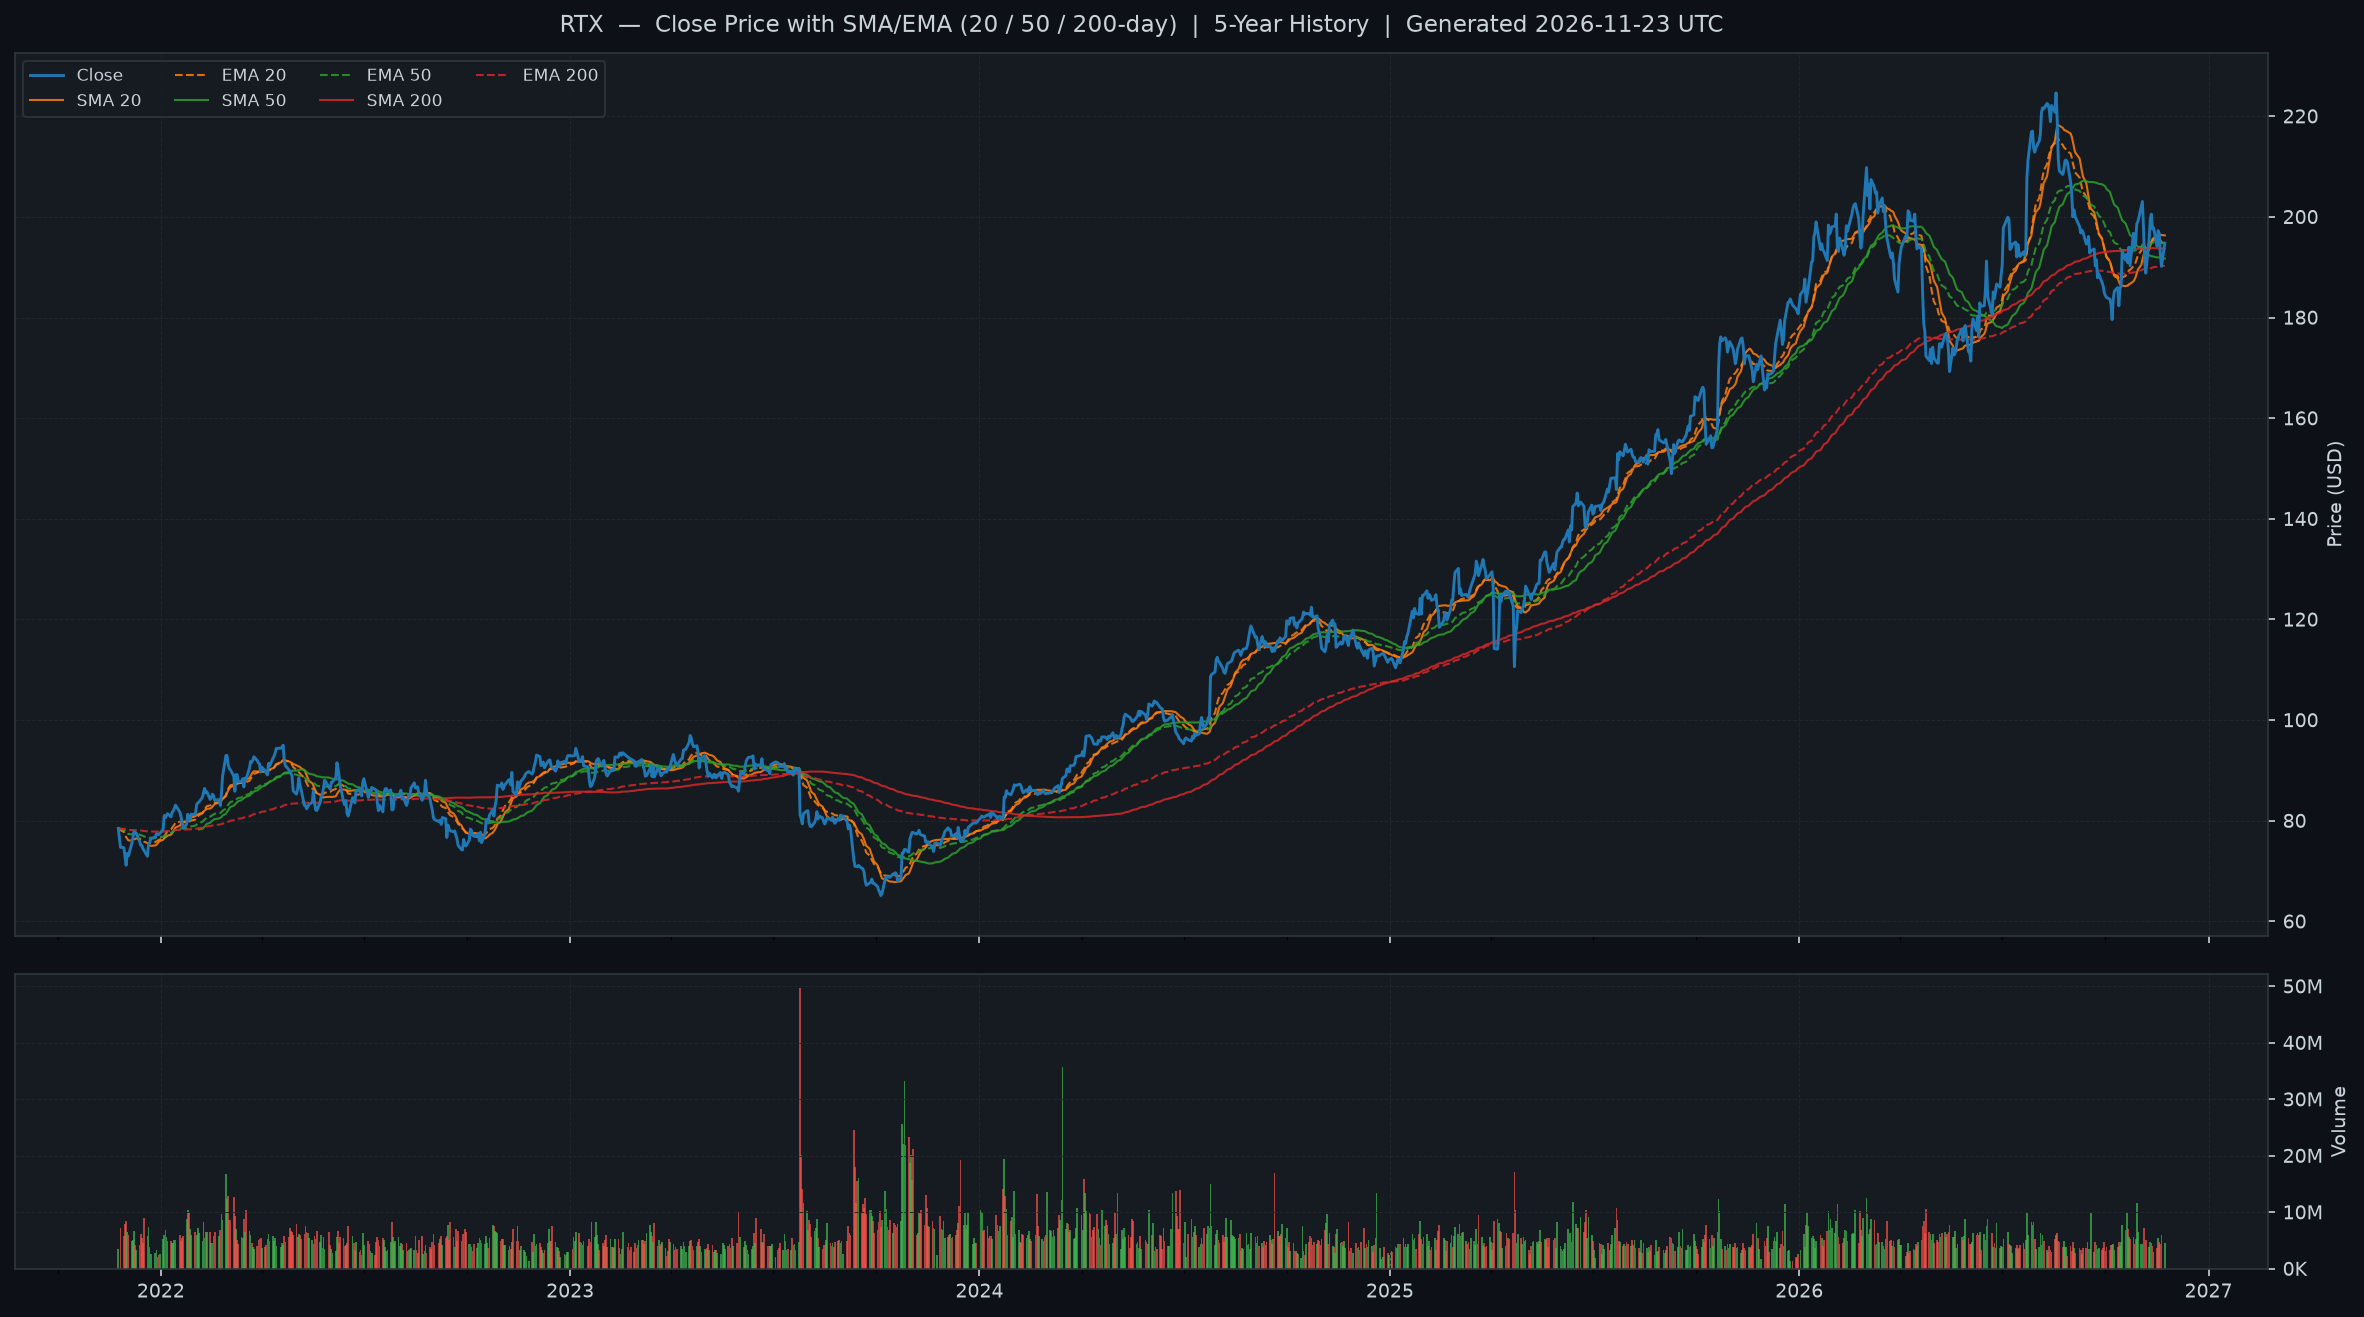 RTX — Close Price with SMA/EMA (20 / 50 / 200-day) | 5-Year History | Generated 2026-11-23 UTC
Close EMA 20 EMA 50 EMA 200
SMA 20 SMA 50 SMA 200
220
200
180
160
140
120
100
80
60
Price (USD)
50M
40M
30M
20M
10M
0K
Volume
2022 2023 2024 2025 2026 2027